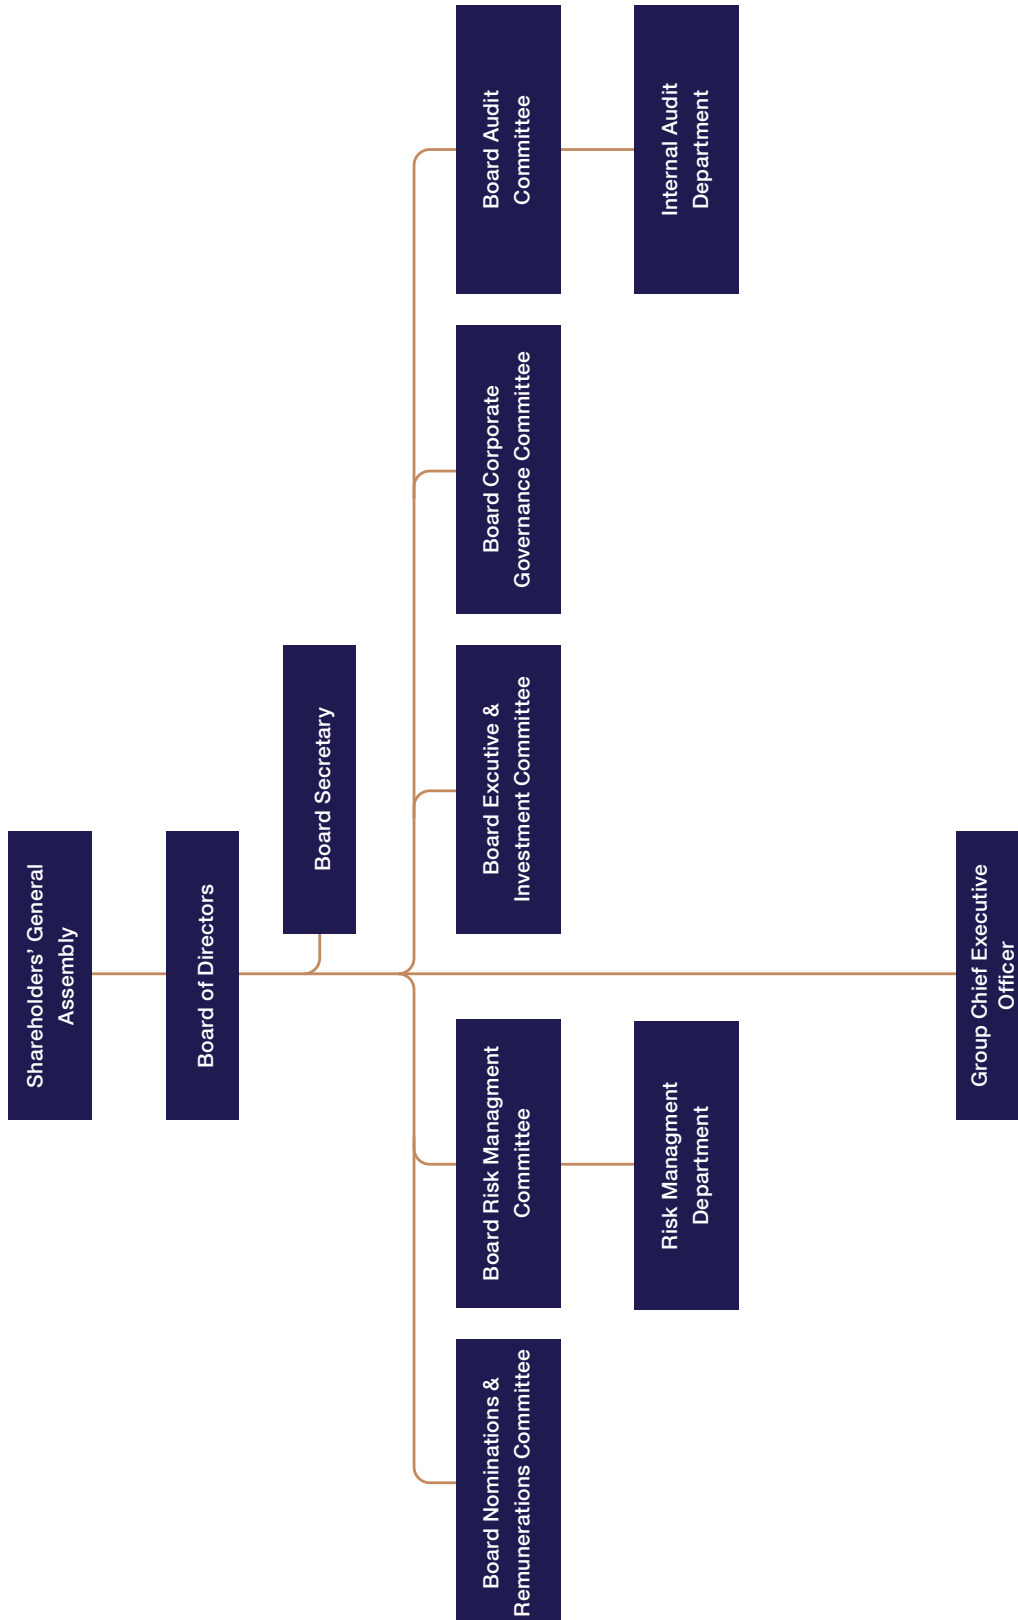 Shareholders’ General
Assembly
Board of Directors
Board Secretary
Board Nominations &
Remunerations Committee
Board Risk Managment
Committee
Board Excutive &
Investment Committee
Board Corporate
Governance Committee
Board Audit
Committee
Risk Managment
Department
Internal Audit
Department
Group Chief Executive
Officer